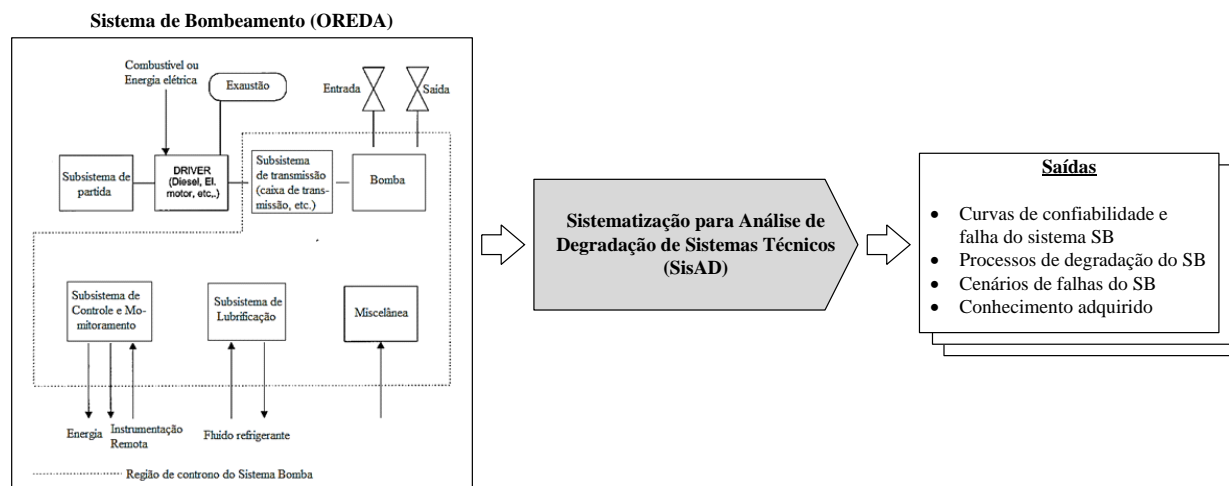 Sistema de Bombeamento (OREDA)
Combustível ou
Energia elétrica
Exaustão
Entrada
Saída
Subsistema de
partida
DRIVER
(Diesel, El.
motor, etc,.)
Subsistema
de transmissão
(caixa de trans-
missão, etc.)
Bomba
Subsistema de
Controle e Mo-
mitoramento
Subsistema de
Lubrificação
Miscelânea
Energia
Instrumentação
Remota
Fluido refrigerante
Região de controno do Sistema Bomba
Sistematização para Análise de
Degradação de Sistemas Técnicos
(SisAD)
Saídas
• Curvas de confiabilidade e
falha do sistema SB
• Processos de degradação do SB
• Cenários de falhas do SB
• Conhecimento adquirido